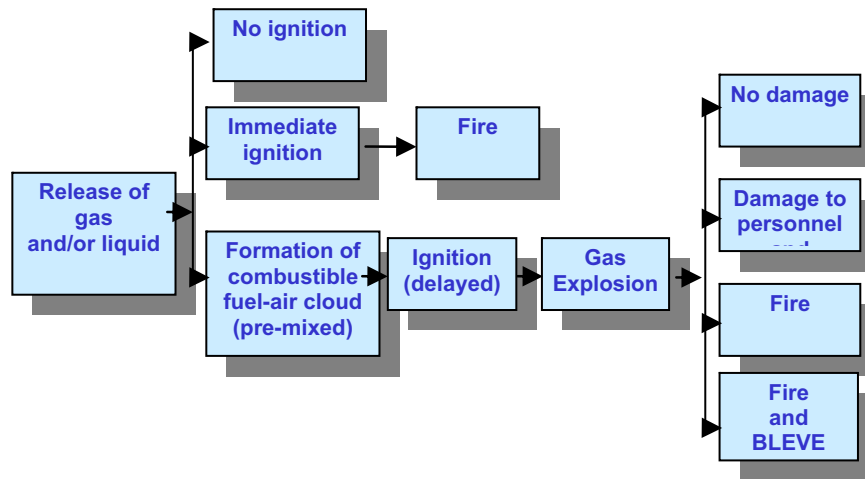 No ignition
Immediate
ignition
Fire
Release of
gas
and/or liquid
Formation of
combustible
fuel-air cloud
(pre-mixed)
Ignition
(delayed)
Gas
Explosion
No damage
Damage to
personnel
Fire
Fire
and
BLEVE